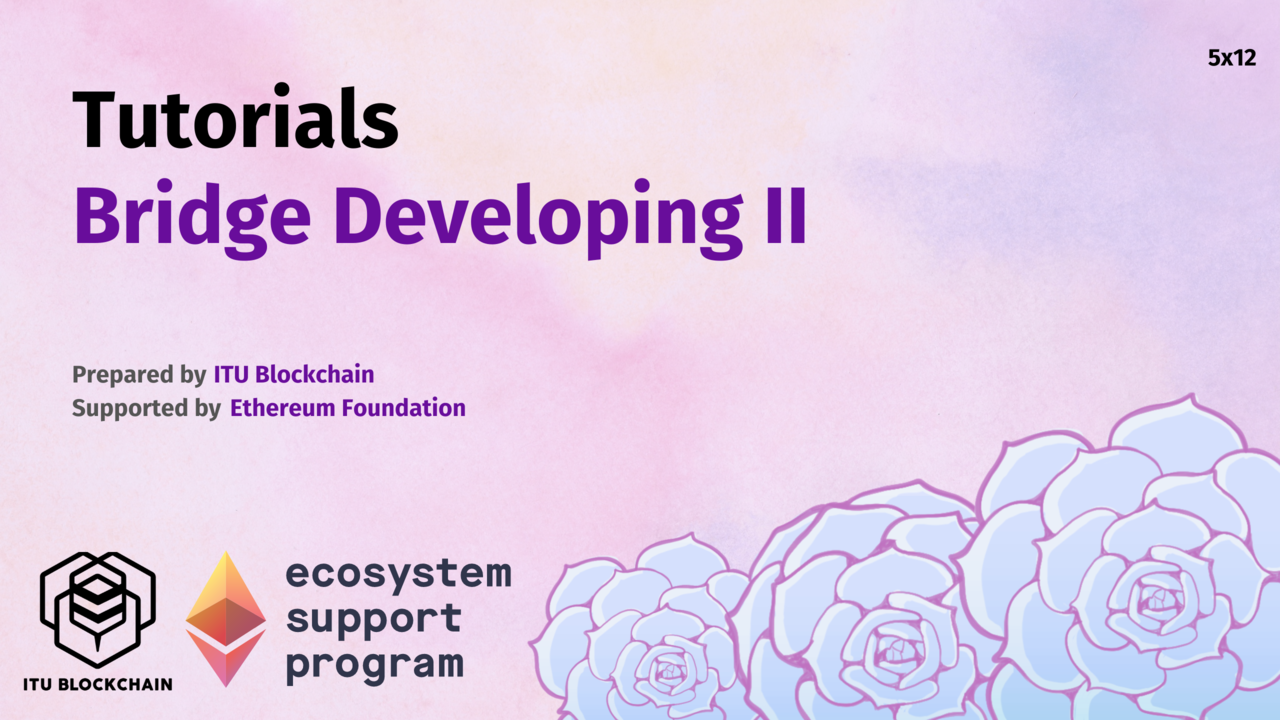 5x12
Tutorials
Bridge Developing II
Prepared by ITU Blockchain
Supported by Ethereum Foundation
ITU BLOCKCHAIN
ecosystem
support
program